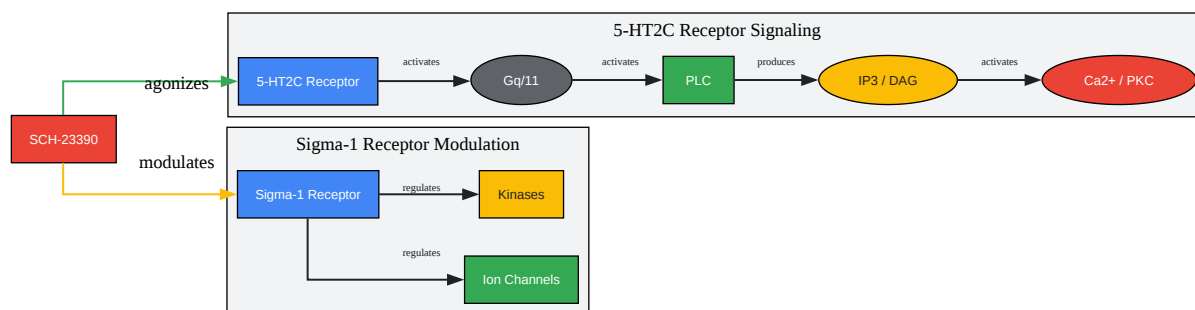 5-HT2C Receptor Signaling
agonizes
5-HT2C Receptor
activates
Gq/11
activates
PLC
produces
IP3 / DAG
activates
Ca2+ / PKC
SCH-23390
modulates
Sigma-1 Receptor Modulation
Sigma-1 Receptor
regulates
Kinases
regulates
Ion Channels